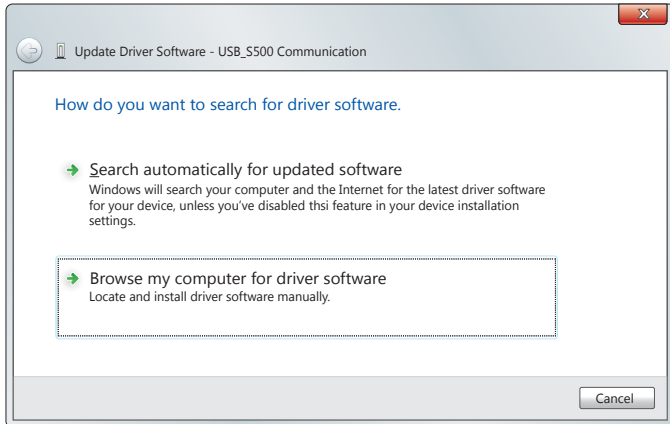 X
Update Driver Software - USB_S500 Communication
How do you want to search for driver software.
Search automatically for updated software
Windows will search your computer and the Internet for the latest driver software
for your device, unless you've disabled thsi feature in your device installation
settings.
Browse my computer for driver software
Locate and install driver software manually.
Cancel